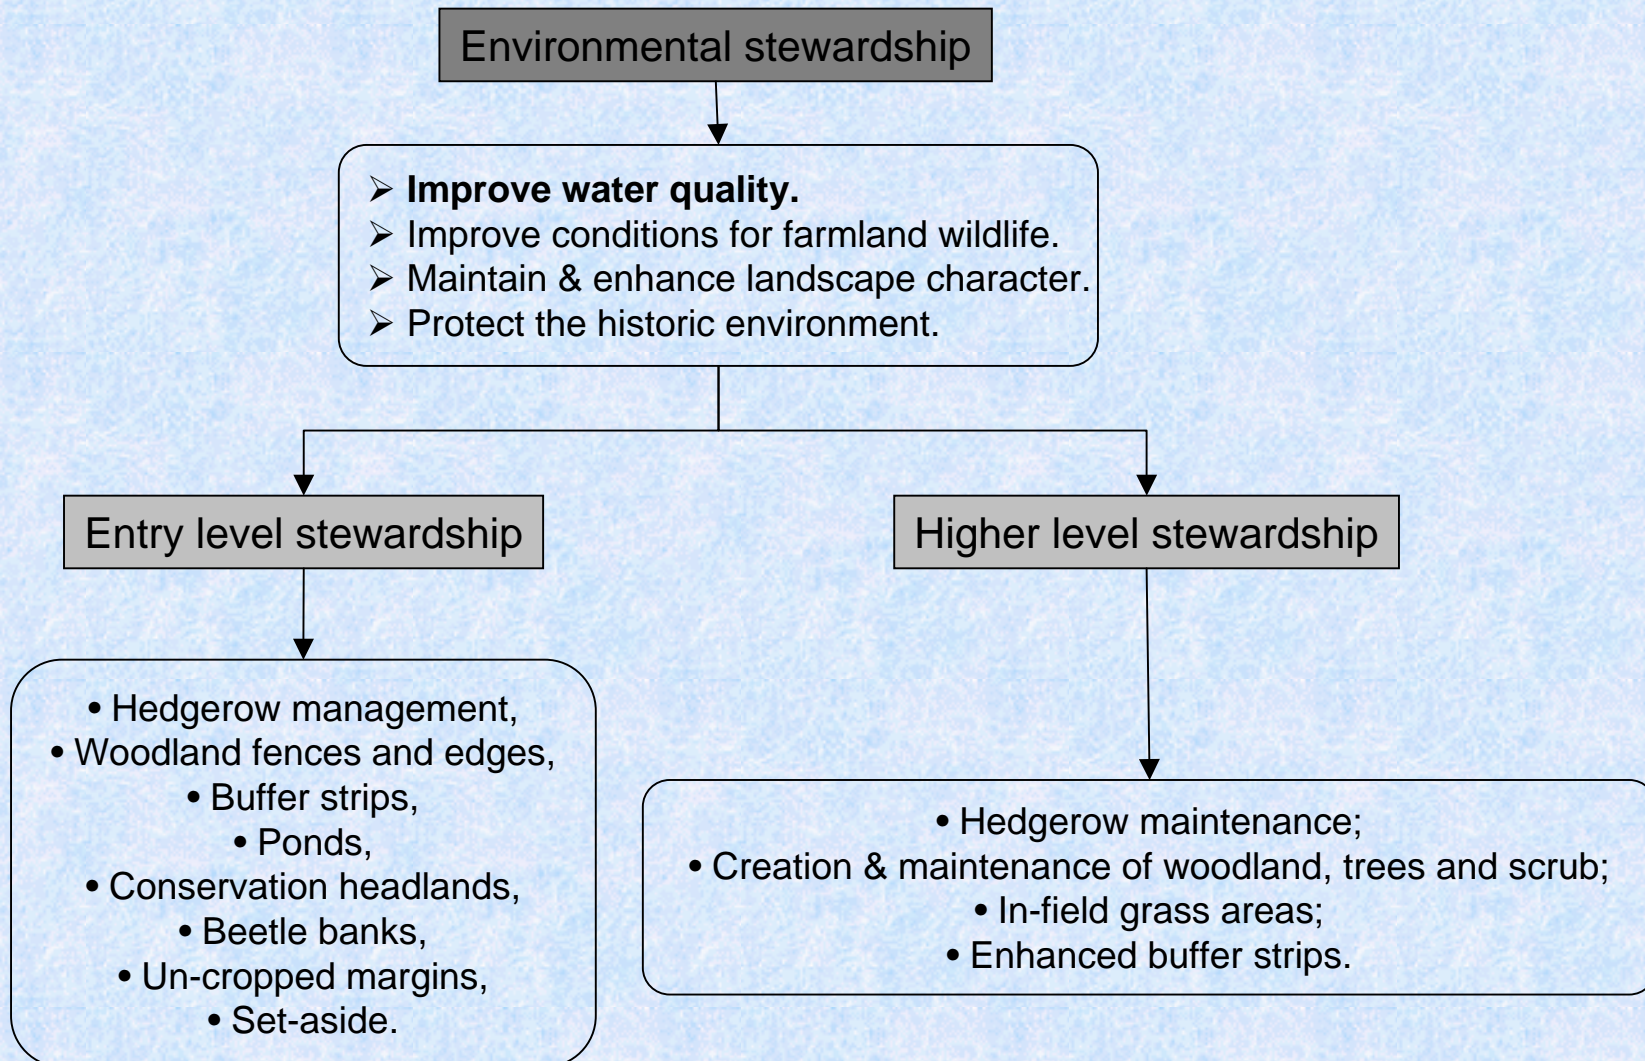 Environmental stewardship
➢ Improve water quality.
➢ Improve conditions for farmland wildlife.
➢ Maintain & enhance landscape character.
➢ Protect the historic environment.
Entry level stewardship
Higher level stewardship
• Hedgerow management,
• Woodland fences and edges,
• Buffer strips,
• Ponds,
• Conservation headlands,
• Beetle banks,
• Un-cropped margins,
• Set-aside.
• Hedgerow maintenance;
• Creation & maintenance of woodland, trees and scrub;
• In-field grass areas;
• Enhanced buffer strips.